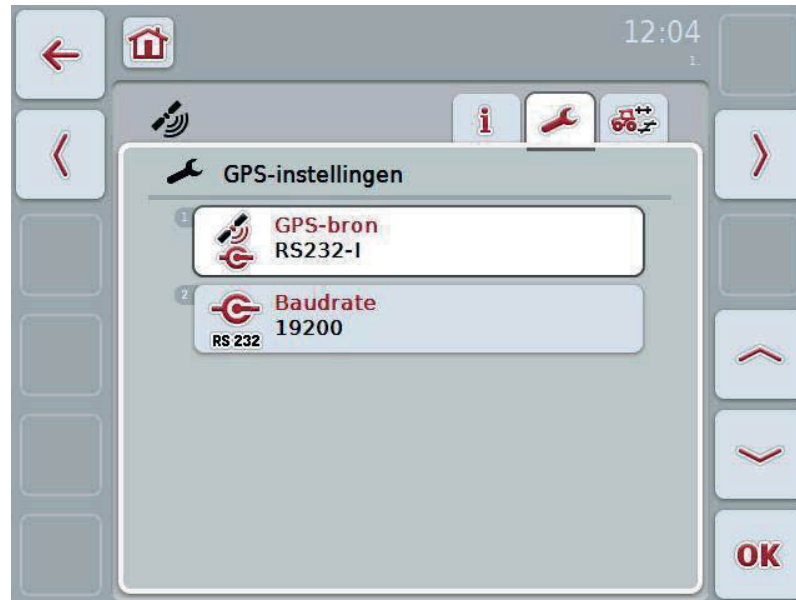 12:04
1.
i
GPS-instellingen
1
GPS-bron
RS232-I
2
Baudrate
19200
RS 232
OK